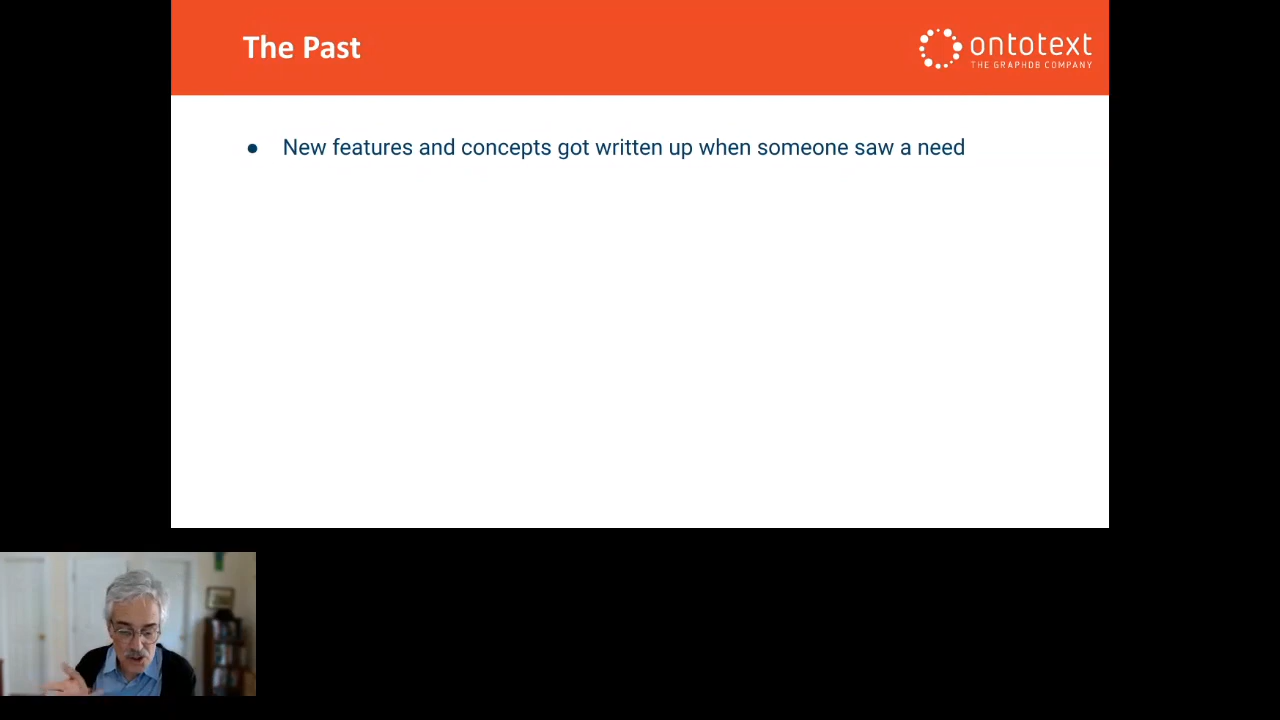 The Past
ontotext
THE GRAPHDB COMPANY
● New features and concepts got written up when someone saw a need